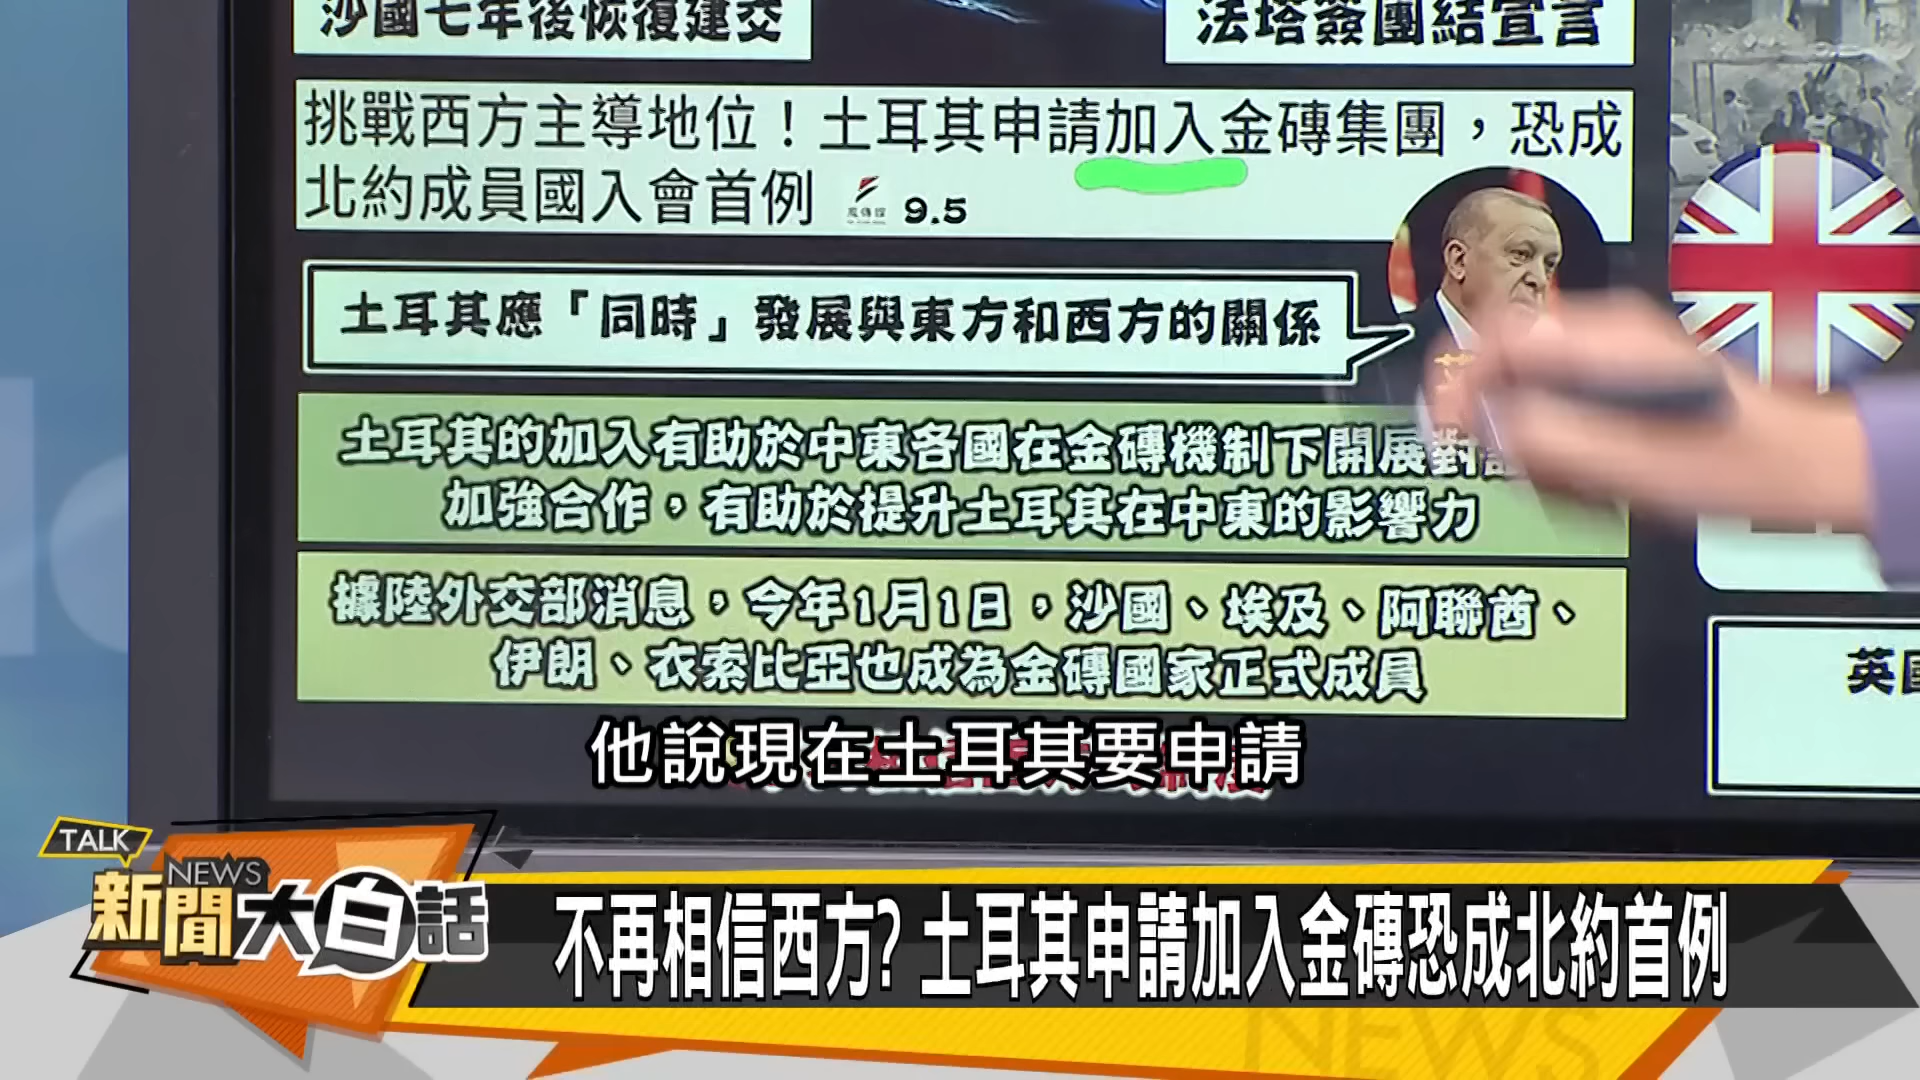 沙國七年後恢復建交
法塔簽團結宣言
挑戰西方主導地位！土耳其申請加入金磚集團，恐成
北約成員國入會首例
風傳媒
9.5
土耳其應「同時」發展與東方和西方的關係
土耳其的加入有助於中東各國在金磚機制下開展對
加強合作，有助於提升土耳其在中東的影響力
據陸外交部消息，今年1月1日，沙國、埃及、阿聯酋、
伊朗、衣索比亞也成為金磚國家正式成員
英國
他說現在土耳其要申請
TALK
NEWS
新聞大白話
不再相信西方? 土耳其申請加入金磚恐成北約首例
NEWS